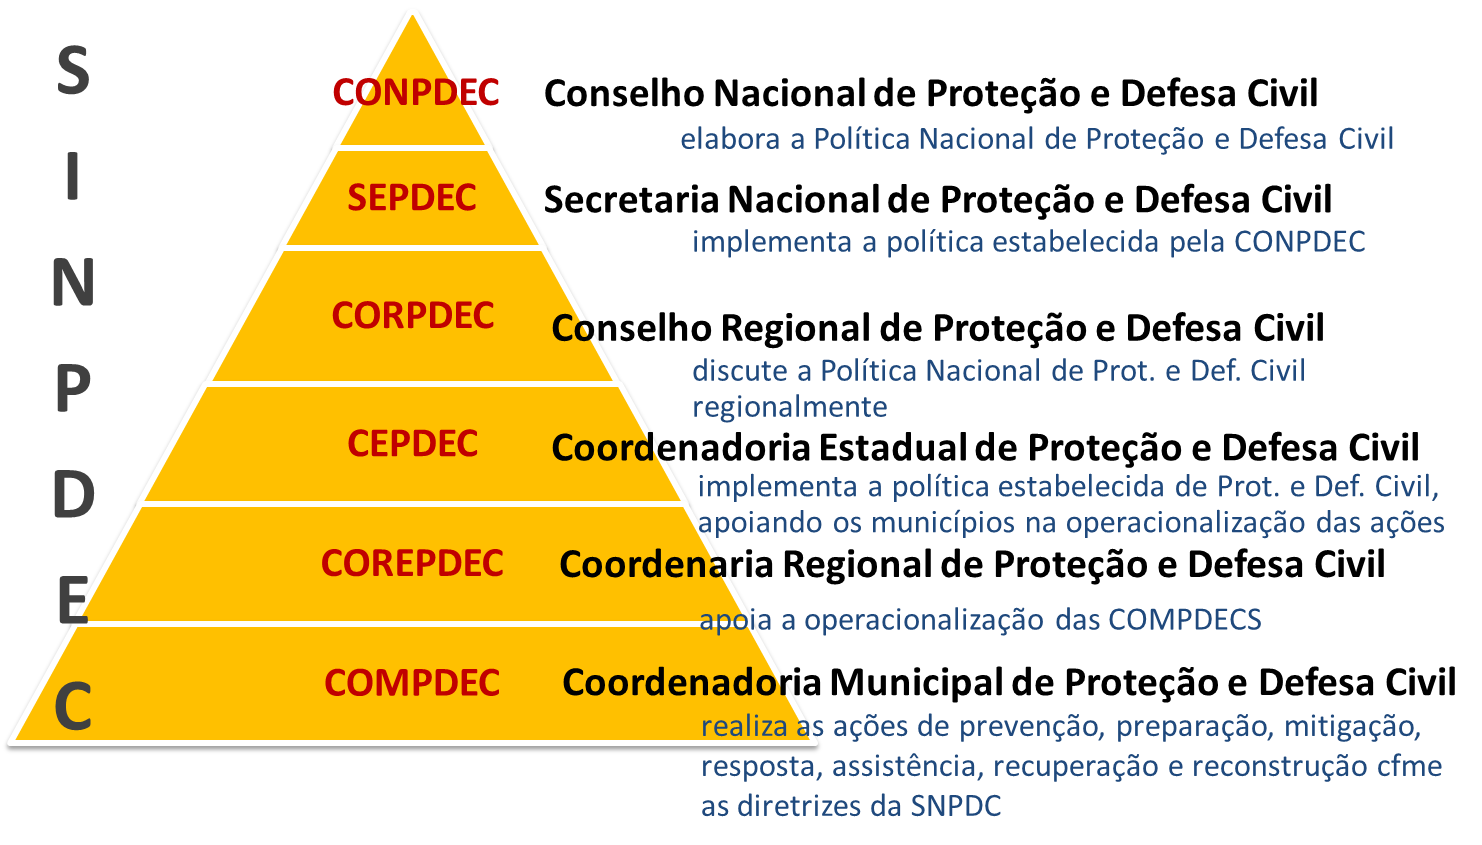 SINPDEC
CONPDEC
Conselho Nacional de Proteção e Defesa Civil
elabora a Política Nacional de Proteção e Defesa Civil
SEPDEC
Secretaria Nacional de Proteção e Defesa Civil
implementa a política estabelecida pela CONPDEC
CORPDEC
Conselho Regional de Proteção e Defesa Civil
discute a Política Nacional de Prot. e Def. Civil
regionalmente
CEPDEC
Coordenadoria Estadual de Proteção e Defesa Civil
implementa a política estabelecida de Prot. e Def. Civil,
apoiando os municípios na operacionalização das ações
COREPDEC
Coordenaria Regional de Proteção e Defesa Civil
apoia a operacionalização das COMPDECS
COMPDEC
Coordenadoria Municipal de Proteção e Defesa Civil
realiza as ações de prevenção, preparação, mitigação,
resposta, assistência, recuperação e reconstrução cfme
as diretrizes da SNPDC